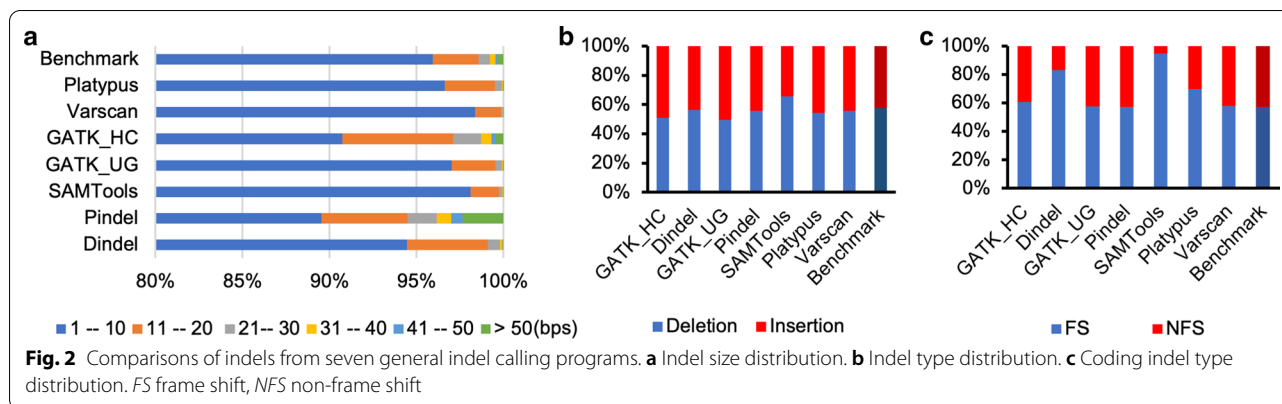 a
Benchmark
Platypus
Varscan
GATK_HC
GATK_UG
SAMTools
Pindel
Dindel
80% 85% 90% 95% 100%
1 -- 10 11 -- 20 21-- 30 31 -- 40 41 -- 50 > 50(bps)
b
100%
80%
60%
40%
20%
0%
GATK_HC
Dindel
GATK_UG
Pindel
SAMTools
Platypus
Varscan
Benchmark
Deletion Insertion
c
100%
80%
60%
40%
20%
0%
GATK_HC
Dindel
GATK_UG
Pindel
SAMTools
Platypus
Varscan
Benchmark
FS NFS
Fig. 2 Comparisons of indels from seven general indel calling programs. a Indel size distribution. b Indel type distribution. c Coding indel type
distribution. FS frame shift, NFS non-frame shift